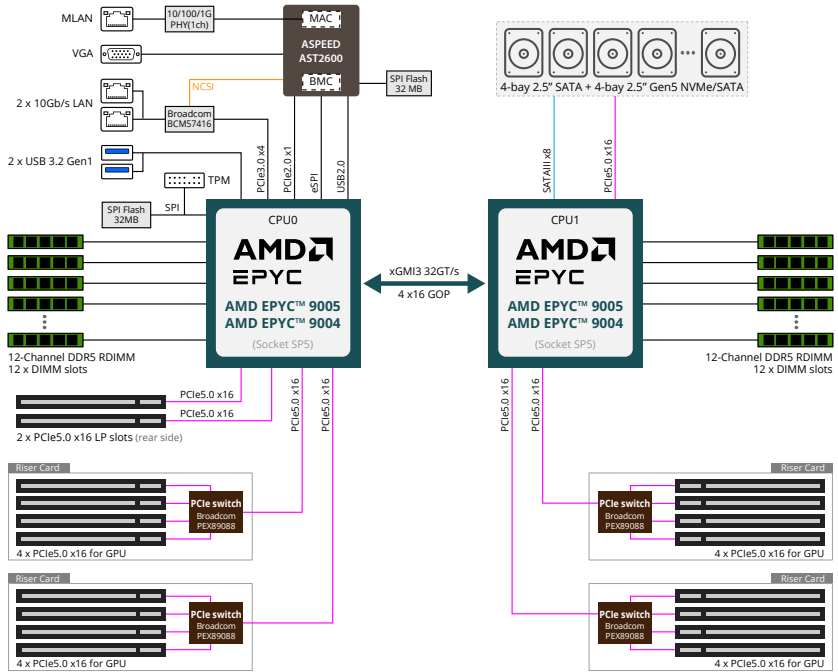 MLAN
10/100/1G
PHY(1ch)
MAC
ASPEED
AST2600
BMC
VGA
NCSI
SPI Flash
32 MB
2 x 10Gb/s LAN
Broadcom
BCM57416
2 x USB 3.2 Gen1
TPM
SPI
SPI Flash
32MB
PCIe3.0 x4
PCIe2.0 x1
eSPI
USB2.0
4-bay 2.5” SATA + 4-bay 2.5” Gen5 NVMe/SATA
SATAIII x8
PCIe5.0 x16
CPU0
AMD
EPYC
AMD EPYC™ 9005
AMD EPYC™ 9004
(Socket SP5)
xGMI3 32GT/s
4 x16 GOP
CPU1
AMD
EPYC
AMD EPYC™ 9005
AMD EPYC™ 9004
(Socket SP5)
12-Channel DDR5 RDIMM
12 x DIMM slots
12-Channel DDR5 RDIMM
12 x DIMM slots
PCIe5.0 x16
PCIe5.0 x16
2 x PCIe5.0 x16 LP slots (rear side)
PCIe5.0 x16
PCIe5.0 x16
PCIe5.0 x16
PCIe5.0 x16
Riser Card
PCIe switch
Broadcom
PEX89088
4 x PCIe5.0 x16 for GPU
Riser Card
PCIe switch
Broadcom
PEX89088
4 x PCIe5.0 x16 for GPU
Riser Card
PCIe switch
Broadcom
PEX89088
4 x PCIe5.0 x16 for GPU
Riser Card
PCIe switch
Broadcom
PEX89088
4 x PCIe5.0 x16 for GPU